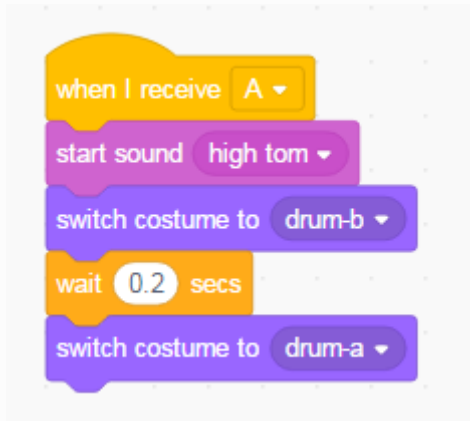 when I receive A
start sound high tom
switch costume to drum-b
wait 0.2 secs
switch costume to drum-a